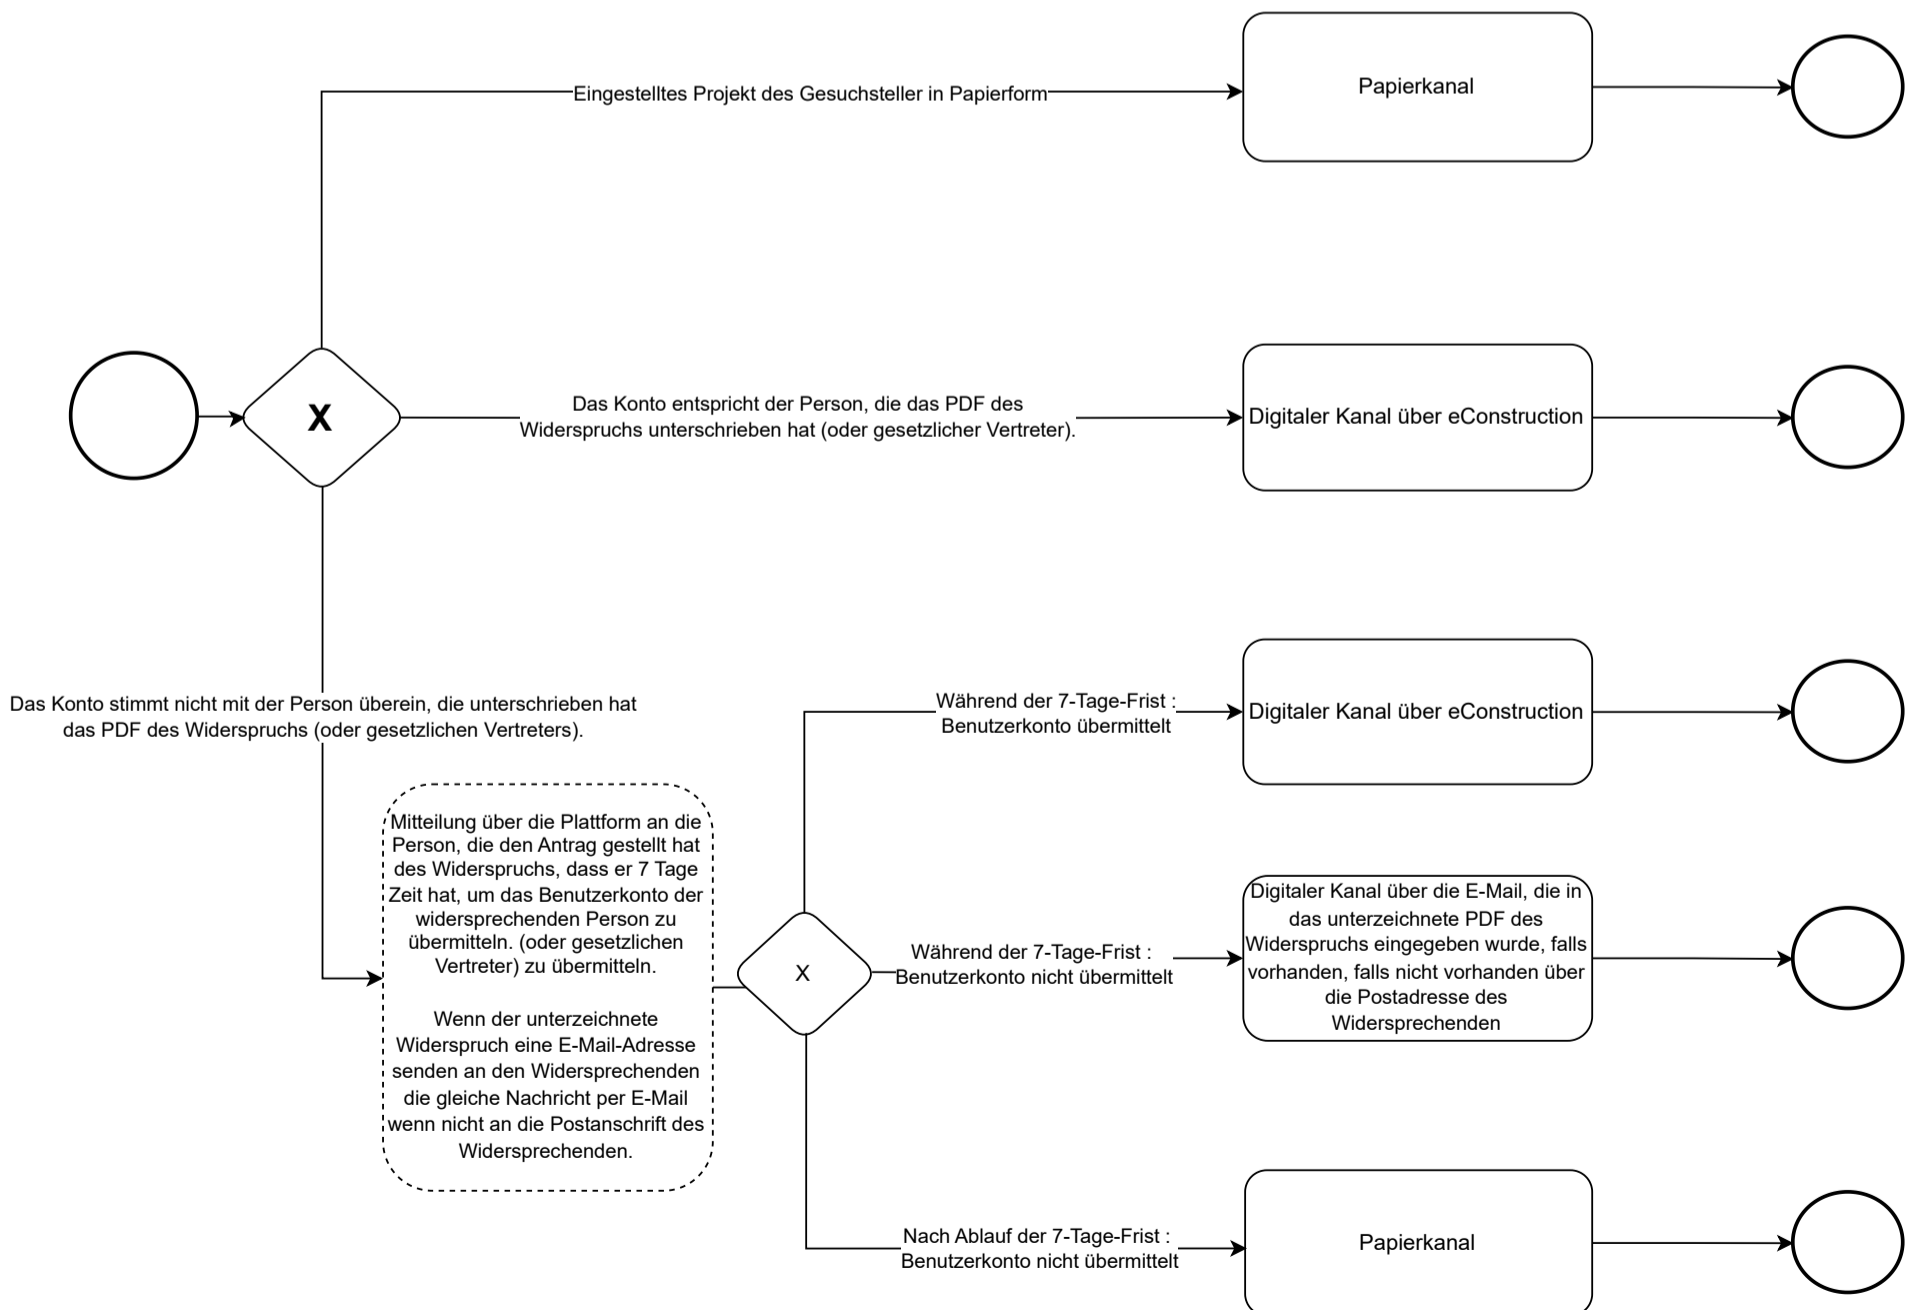 Eingestelltes Projekt des Gesuchsteller in Papierform
Papierkanal
X
Das Konto entspricht der Person, die das PDF des
Widerspruchs unterschrieben hat (oder gesetzlicher Vertreter).
Digitaler Kanal über eConstruction
Das Konto stimmt nicht mit der Person überein, die unterschrieben hat
das PDF des Widerspruchs (oder gesetzlichen Vertreters).
Mitteilung über die Plattform an die
Person, die den Antrag gestellt hat
des Widerspruchs, dass er 7 Tage
Zeit hat, um das Benutzerkonto der
widersprechenden Person zu
übermitteln. (oder gesetzlichen
Vertreter) zu übermitteln.
Wenn der unterzeichnete
Widerspruch eine E-Mail-Adresse
senden an den Widersprechenden
die gleiche Nachricht per E-Mail
wenn nicht an die Postanschrift des
Widersprechenden.
X
Während der 7-Tage-Frist :
Benutzerkonto übermittelt
Digitaler Kanal über eConstruction
Während der 7-Tage-Frist :
Benutzerkonto nicht übermittelt
Digitaler Kanal über die E-Mail, die in
das unterzeichnete PDF des
Widerspruchs eingegeben wurde, falls
vorhanden, falls nicht vorhanden über
die Postadresse des
Widersprechenden
Nach Ablauf der 7-Tage-Frist :
Benutzerkonto nicht übermittelt
Papierkanal